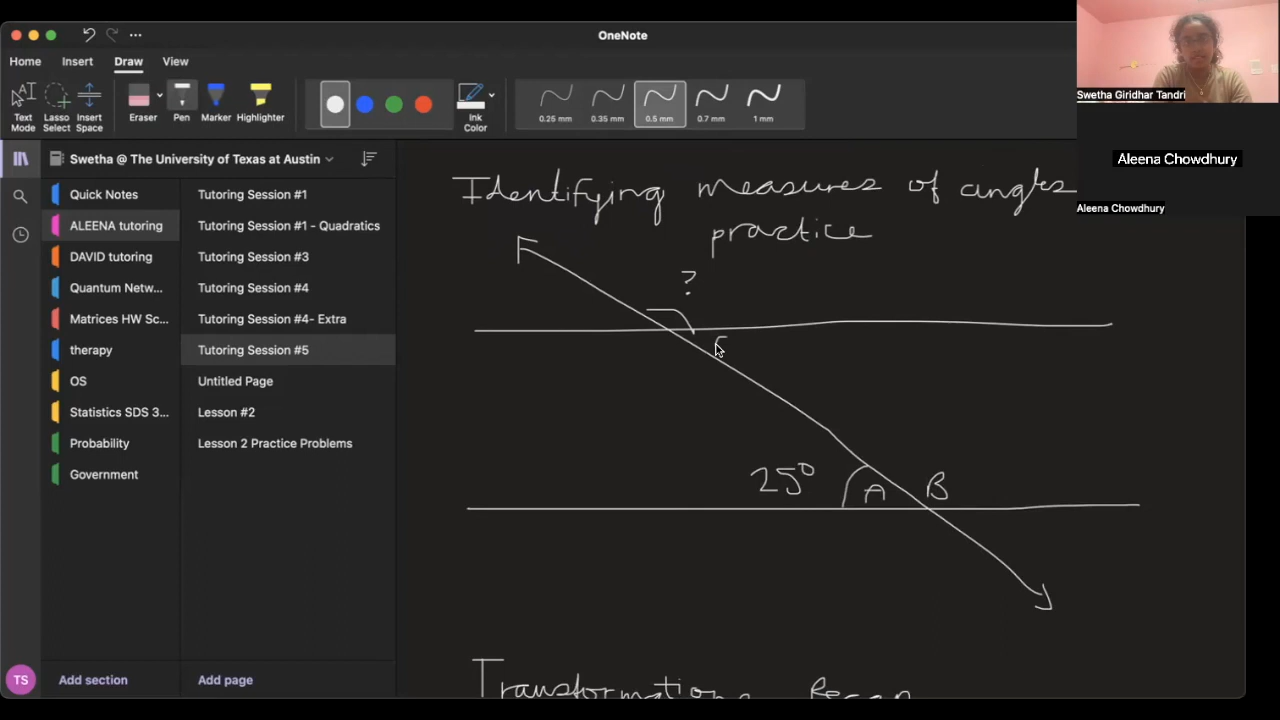 OneNote
Home Insert Draw View
Text Mode
Lasso Select
Insert Space
Eraser
Pen
Marker
Highlighter
Ink Color
0.25 mm
0.35 mm
0.5 mm
0.7 mm
1 mm
Swetha Giridhar Tandri
Aleena Chowdhury
Aleena Chowdhury
Swetha @ The University of Texas at Austin
Quick Notes
ALEENA tutoring
DAVID tutoring
Quantum Netw...
Matrices HW Sc...
therapy
OS
Statistics SDS 3...
Probability
Government
Tutoring Session #1
Tutoring Session #1 - Quadratics
Tutoring Session #3
Tutoring Session #4
Tutoring Session #4- Extra
Tutoring Session #5
Untitled Page
Lesson #2
Lesson 2 Practice Problems
Identifying measures of angles
practice
?
25° A B
Transformations Recap
TS
Add section
Add page